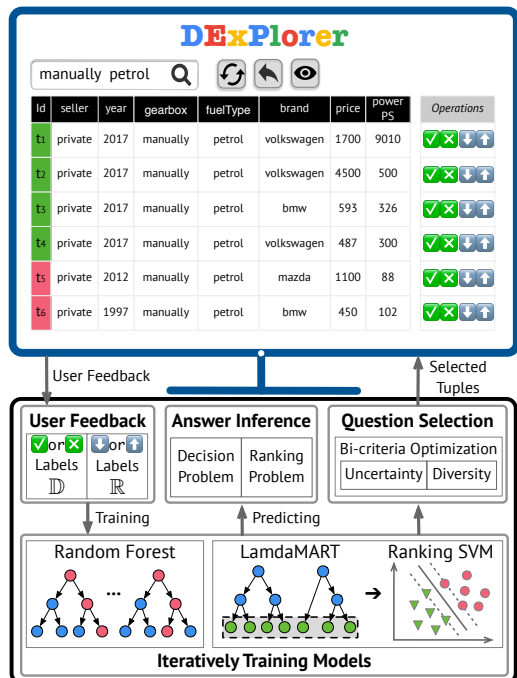 DExPlorer
manually petrol
Id seller year gearbox fuelType brand price power PS Operations
t1 private 2017 manually petrol volkswagen 1700 9010
t2 private 2017 manually petrol volkswagen 4500 500
t3 private 2017 manually petrol bmw 593 326
t4 private 2017 manually petrol volkswagen 487 300
t5 private 2012 manually petrol mazda 1100 88
t6 private 1997 manually petrol bmw 450 102
User Feedback
Selected
Tuples
User Feedback
or or
Labels Labels
𝔻 ℝ
Answer Inference
Decision Ranking
Problem Problem
Question Selection
Bi-criteria Optimization
Uncertainty Diversity
Training
Predicting
Random Forest
...
LamdaMART
Ranking SVM
Iteratively Training Models